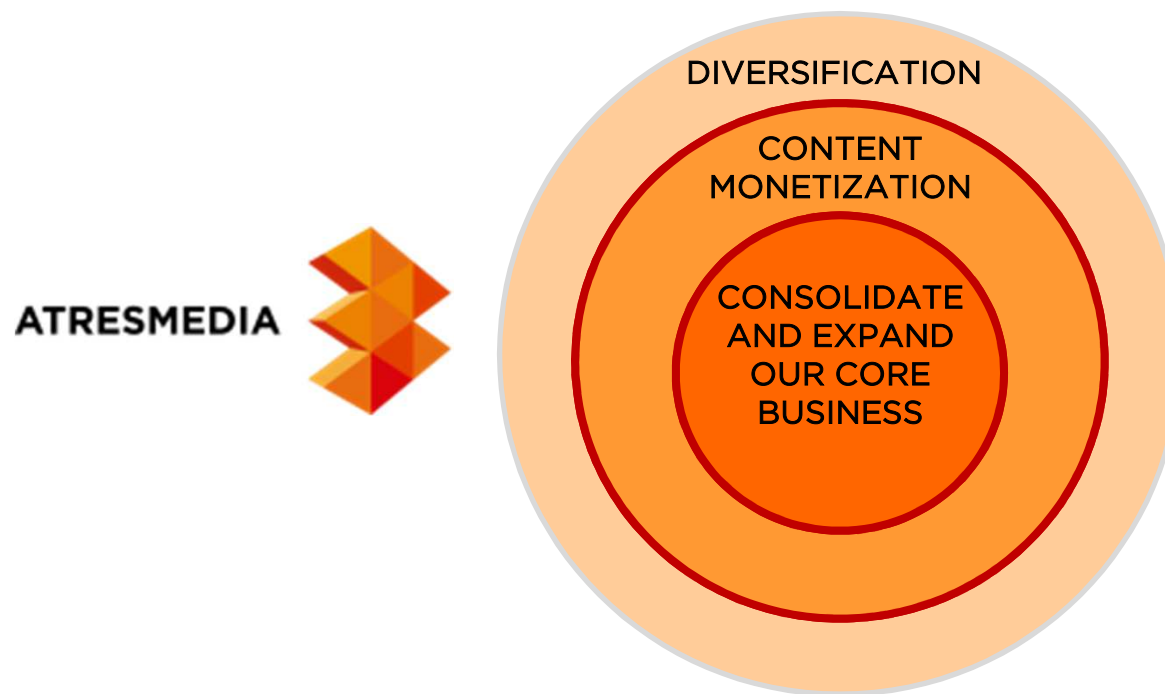 ATRESMEDIA
DIVERSIFICATION
CONTENT
MONETIZATION
CONSOLIDATE
AND EXPAND
OUR CORE
BUSINESS